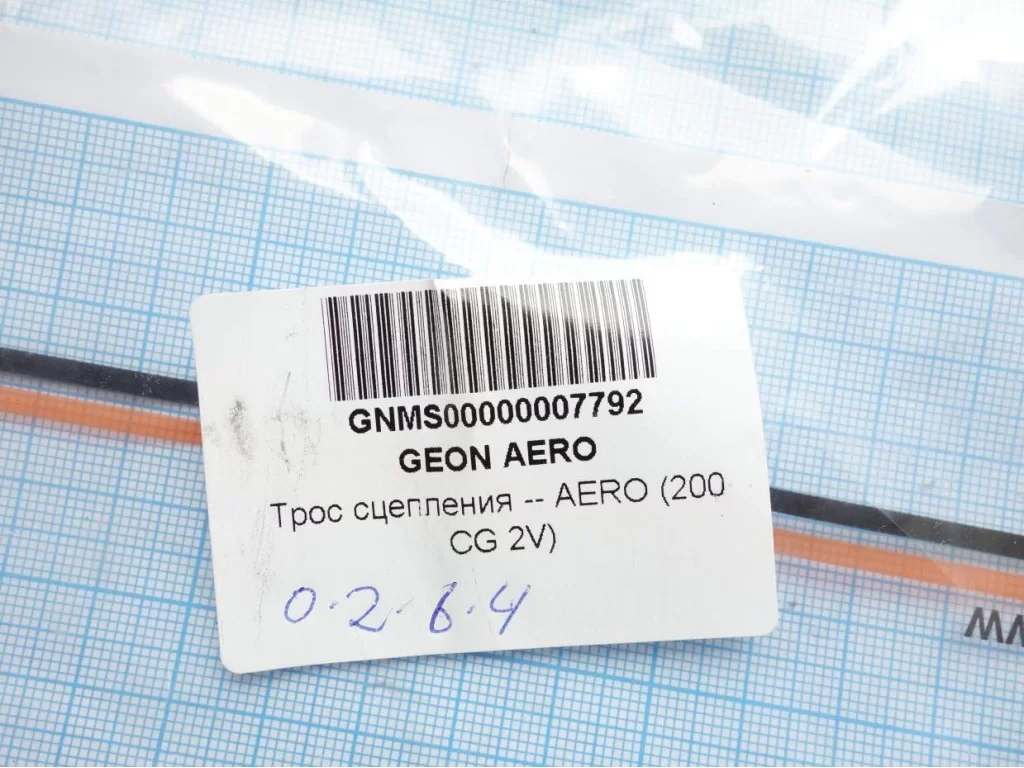 GNMS00000007792
GEON AERO
Трос сцепления -- AERO (200
CG 2V)
0-2-6-4